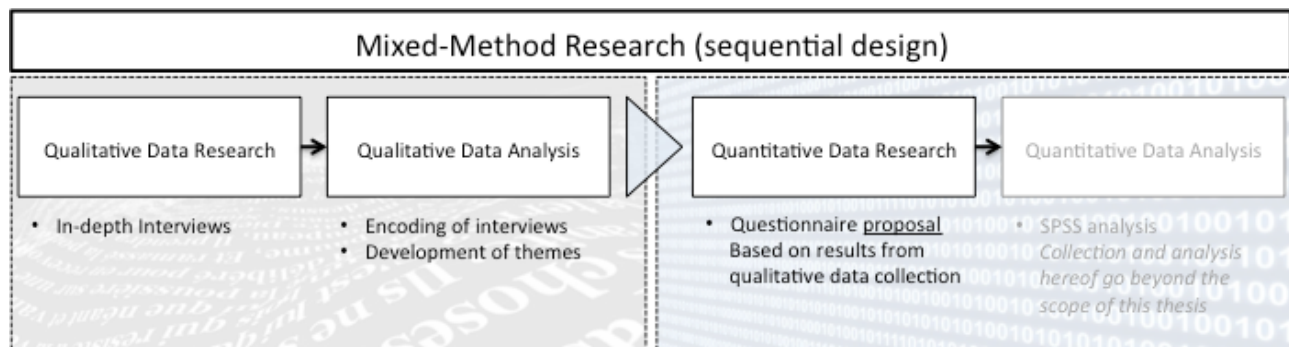 Mixed-Method Research (sequential design)
Qualitative Data Research
Qualitative Data Analysis
Quantitative Data Research
Quantitative Data Analysis
• In-depth Interviews
• Encoding of interviews
• Development of themes
• Questionnaire proposal
Based on results from
qualitative data collection
• SPSS analysis
Collection and analysis
hereof go beyond the
scope of this thesis